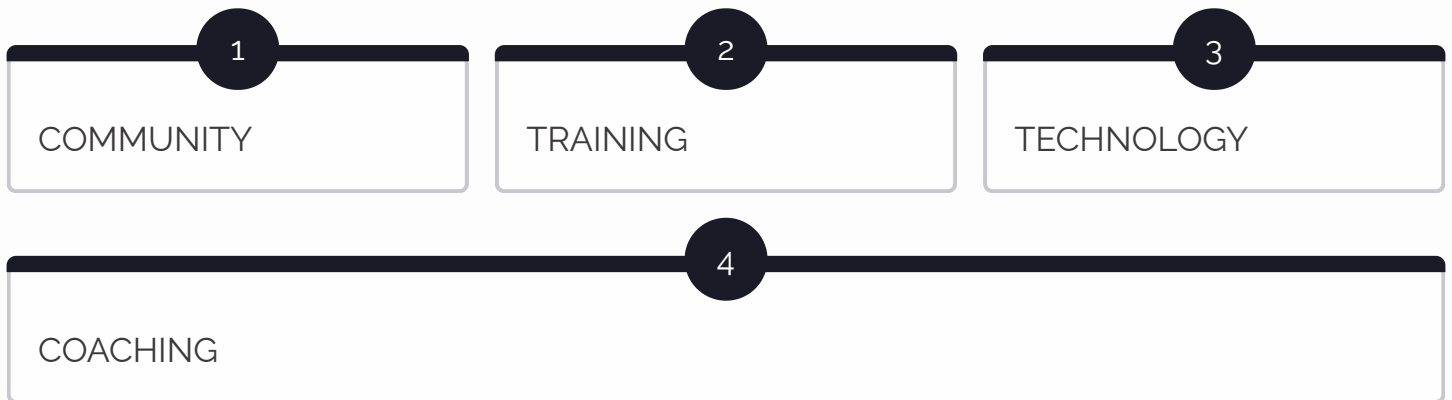 1
COMMUNITY
2
TRAINING
3
TECHNOLOGY
4
COACHING